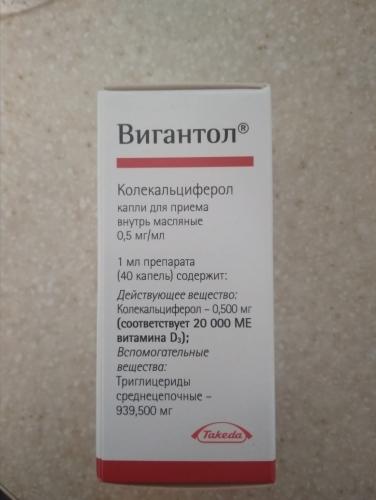 Вигантол®
Колекальциферол
капли для приема
внутрь масляные
0,5 мг/мл
1 мл препарата
(40 капель) содержит:
Действующее вещество:
Колекальциферол – 0,500 мг
(соответствует 20 000 МЕ
витамина D₃);
Вспомогательные
вещества:
Триглицериды
среднецепочные –
939,500 мг
Takeda